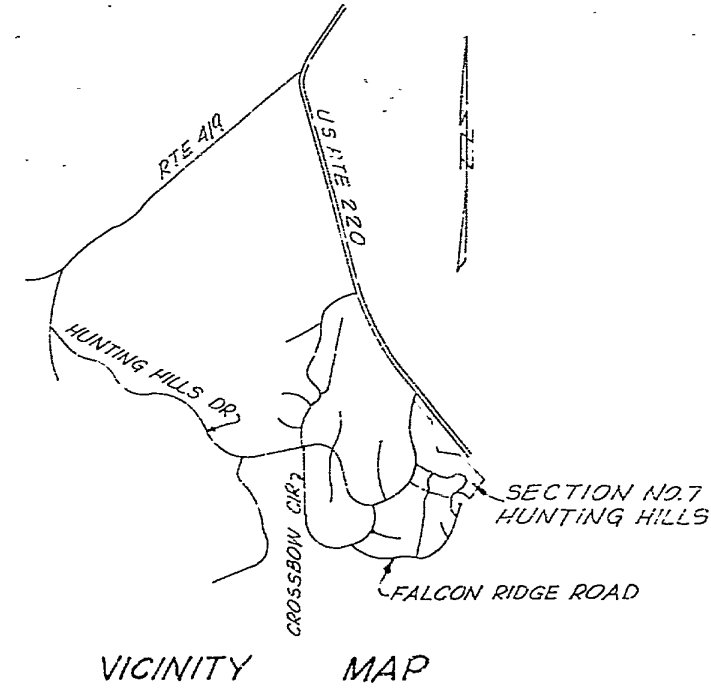 RTE 419
US RTE 220
N
HUNTING HILLS DR
CROSSBOW CIR
SECTION NO.7
HUNTING HILLS
FALCON RIDGE ROAD
VICINITY MAP